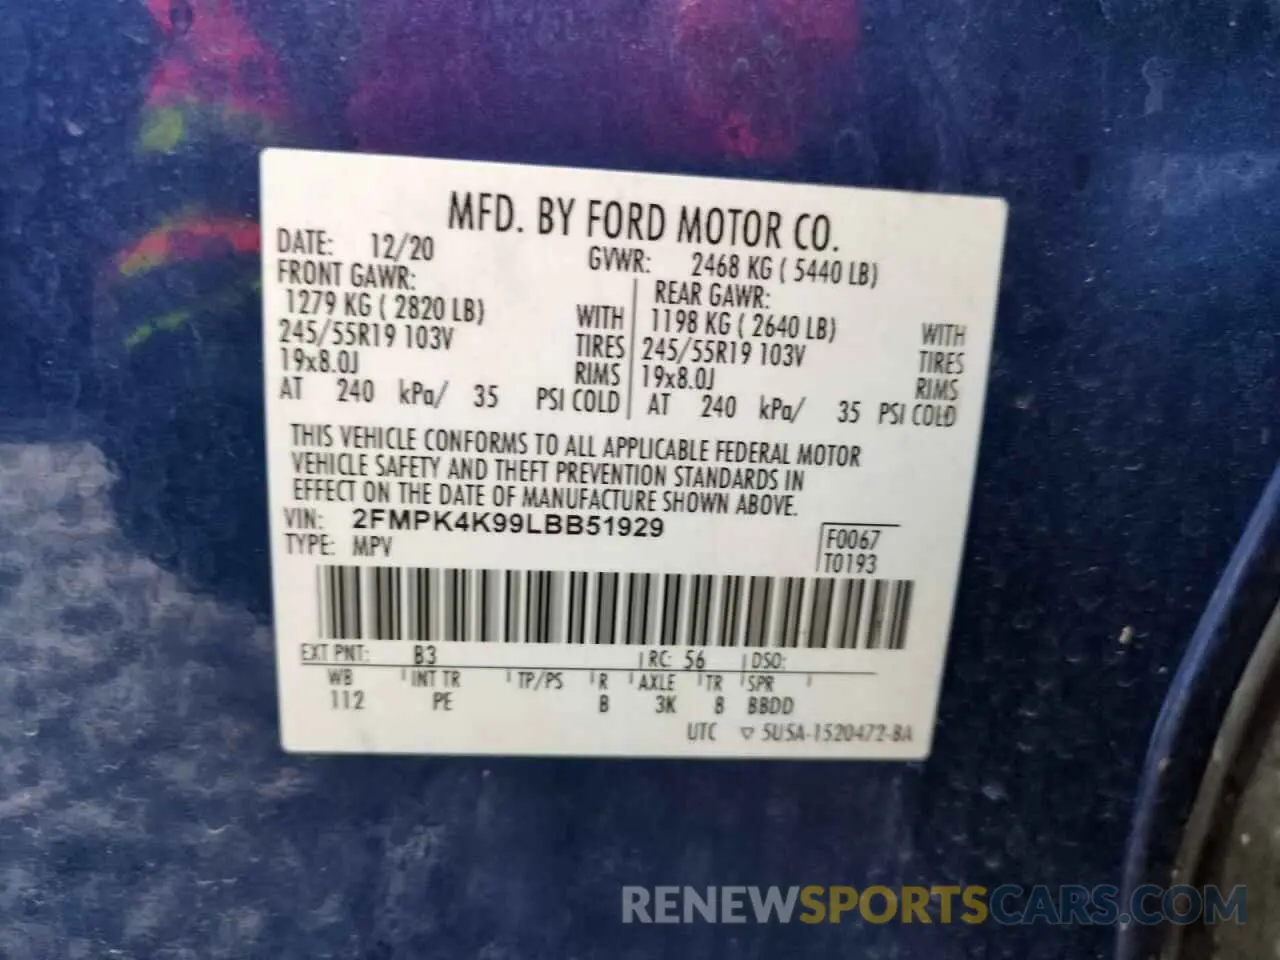 MFD. BY FORD MOTOR CO.
DATE: 12/20 GVWR: 2468 KG ( 5440 LB)
FRONT GAWR: REAR GAWR:
1279 KG ( 2820 LB) WITH 1198 KG ( 2640 LB) WITH
245/55R19 103V TIRES 245/55R19 103V TIRES
19x8.0J RIMS 19x8.0J RIMS
AT 240 kPa/ 35 PSI COLD AT 240 kPa/ 35 PSI COLD
THIS VEHICLE CONFORMS TO ALL APPLICABLE FEDERAL MOTOR
VEHICLE SAFETY AND THEFT PREVENTION STANDARDS IN
EFFECT ON THE DATE OF MANUFACTURE SHOWN ABOVE.
VIN: 2FMPK4K99LBB51929 F0067
TYPE: MPV T0193
EXT PNT: B3 RC: 56 DSO:
WB INT TR TP/PS R AXLE TR SPR
112 PE B 3K 8 BBDD
UTC ▽ 5U5A-1520472-BA
RENEWSPORTSCARS.COM